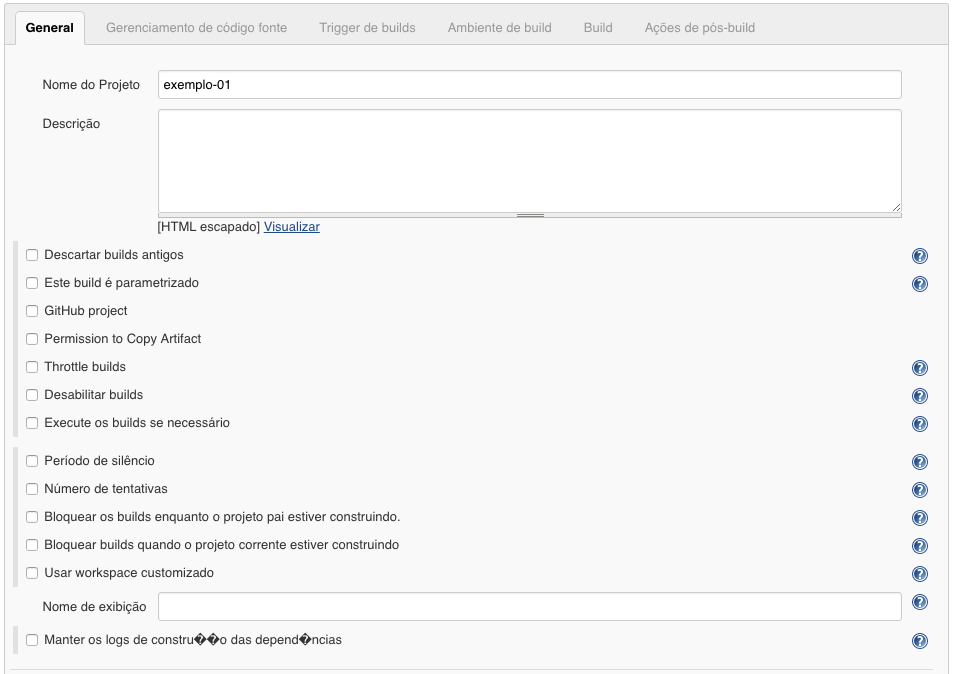 General Gerenciamento de código fonte Trigger de builds Ambiente de build Build Ações de pós-build
Nome do Projeto exemplo-01
Descrição
[HTML escapado] Visualizar
Descartar builds antigos ?
Este build é parametrizado ?
GitHub project
Permission to Copy Artifact
Throttle builds ?
Desabilitar builds ?
Execute os builds se necessário ?
Período de silêncio ?
Número de tentativas ?
Bloquear os builds enquanto o projeto pai estiver construindo. ?
Bloquear builds quando o projeto corrente estiver construindo ?
Usar workspace customizado ?
Nome de exibição ?
Manter os logs de constru��o das depend�ncias ?